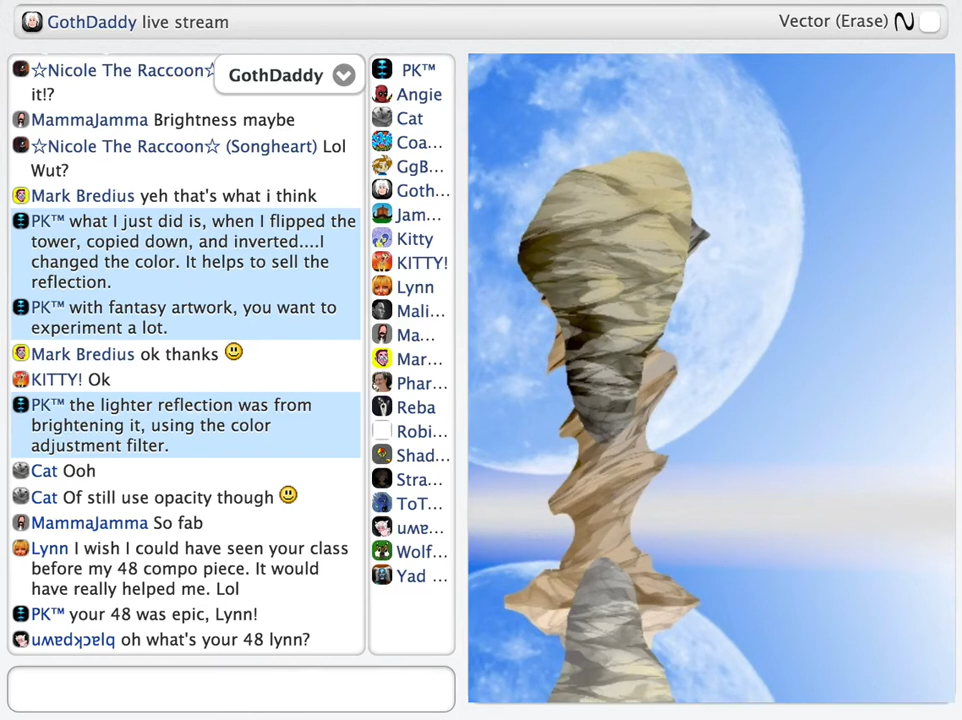 GothDaddy live stream
Vector (Erase)
☆Nicole The Raccoon☆
GothDaddy
it!?
MammaJamma Brightness maybe
☆Nicole The Raccoon☆ (Songheart) Lol
Wut?
Mark Bredius yeh that's what i think
PK™ what I just did is, when I flipped the
tower, copied down, and inverted....I
changed the color. It helps to sell the
reflection.
PK™ with fantasy artwork, you want to
experiment a lot.
Mark Bredius ok thanks
KITTY! Ok
PK™ the lighter reflection was from
brightening it, using the color
adjustment filter.
Cat Ooh
Cat Of still use opacity though
MammaJamma So fab
Lynn I wish I could have seen your class
before my 48 compo piece. It would
have really helped me. Lol
PK™ your 48 was epic, Lynn!
uʍɐdʞɔɐlq oh what's your 48 lynn?
PK™
Angie
Cat
Coa...
GgB...
Goth...
Jam...
Kitty
KITTY!
Lynn
Mali...
Ma...
Mar...
Phar...
Reba
Robi...
Shad...
Stra...
ToT...
uʍɐ...
Wolf...
Yad ...